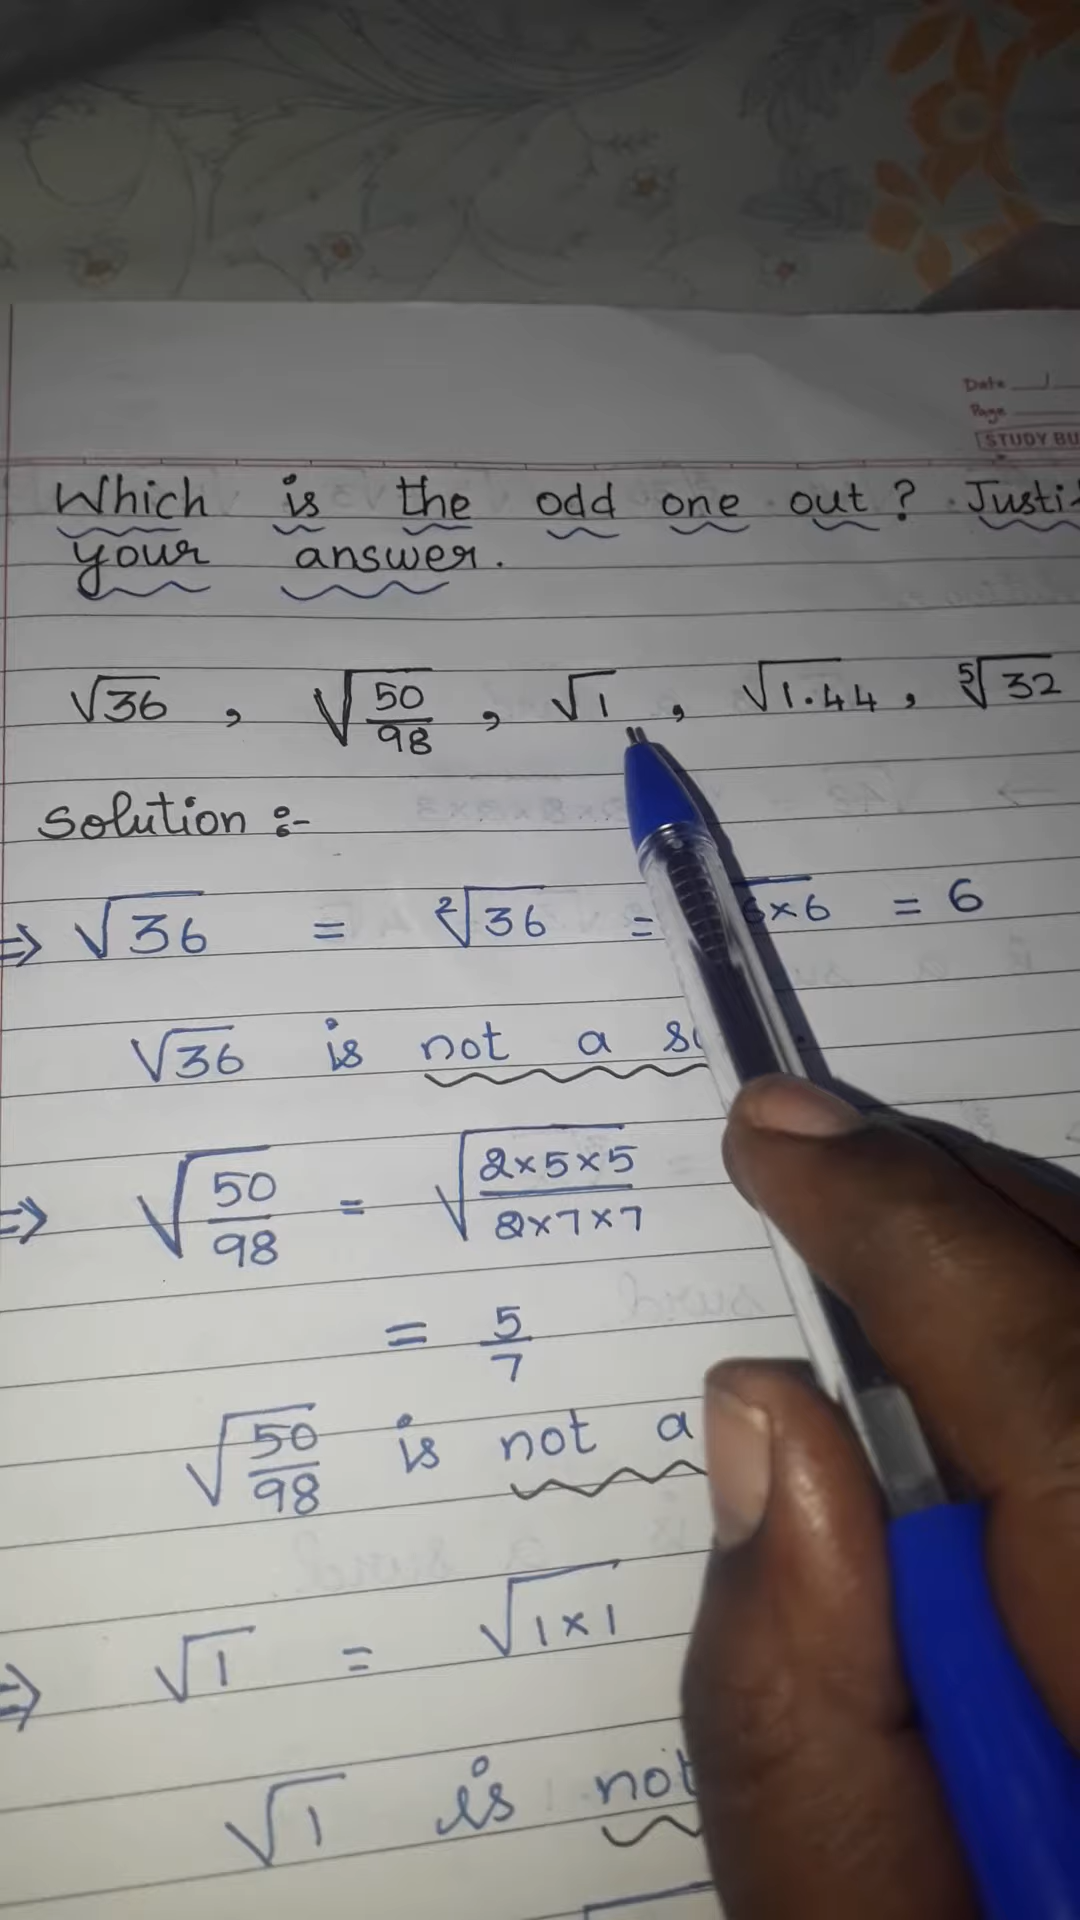 Date /
Page
STUDY BU
Which is the odd one out? Justi
your answer.
√36 , √(50/98) , √1 , √1.44 , ⁵√32
Solution :-
⇒ √36 = ²√36 = 6×6 = 6
√36 is not a
⇒ √(50/98) = √(2×5×5/2×7×7)
= 5/7
√(50/98) is not a
⇒ √1 = √1×1
√1 is not